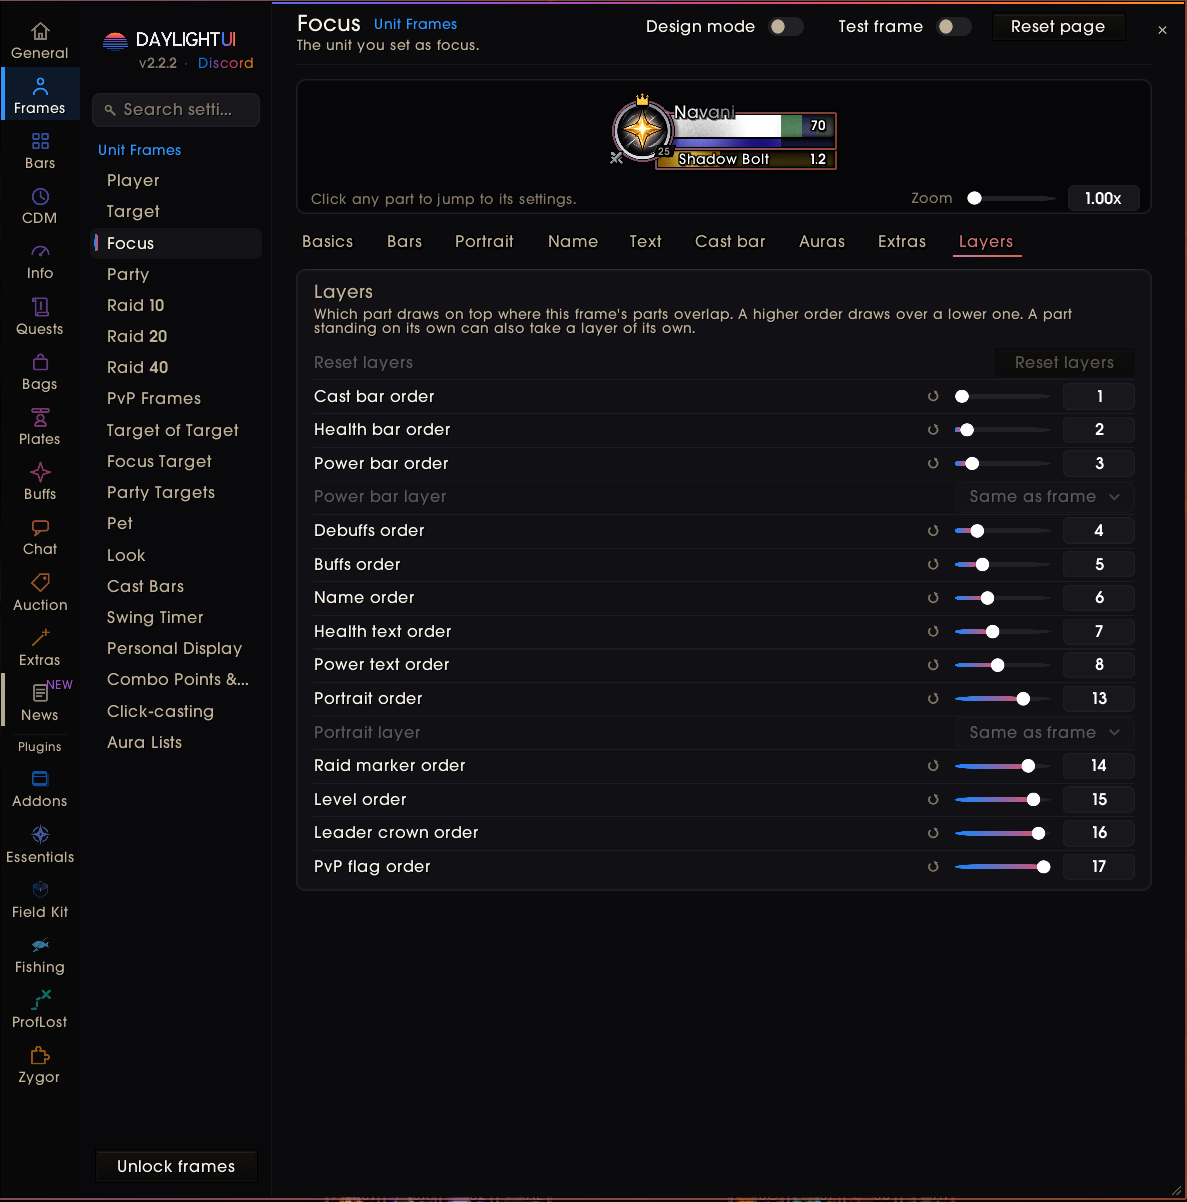 General
Frames
Bars
CDM
Info
Quests
Bags
Plates
Buffs
Chat
Auction
Extras
NEW
News
Plugins
Addons
Essentials
Field Kit
Fishing
ProfLost
Zygor
DAYLIGHTUI
v2.2.2 · Discord
Search setti...
Unit Frames
Player
Target
Focus
Party
Raid 10
Raid 20
Raid 40
PvP Frames
Target of Target
Focus Target
Party Targets
Pet
Look
Cast Bars
Swing Timer
Personal Display
Combo Points &...
Click-casting
Aura Lists
Unlock frames
Focus Unit Frames
The unit you set as focus.
Design mode
Test frame
Reset page
Navani
70
25
Shadow Bolt 1.2
Click any part to jump to its settings.
Zoom 1.00x
Basics Bars Portrait Name Text Cast bar Auras Extras Layers
Layers
Which part draws on top where this frame's parts overlap. A higher order draws over a lower one. A part
standing on its own can also take a layer of its own.
Reset layers Reset layers
Cast bar order 1
Health bar order 2
Power bar order 3
Power bar layer Same as frame
Debuffs order 4
Buffs order 5
Name order 6
Health text order 7
Power text order 8
Portrait order 13
Portrait layer Same as frame
Raid marker order 14
Level order 15
Leader crown order 16
PvP flag order 17